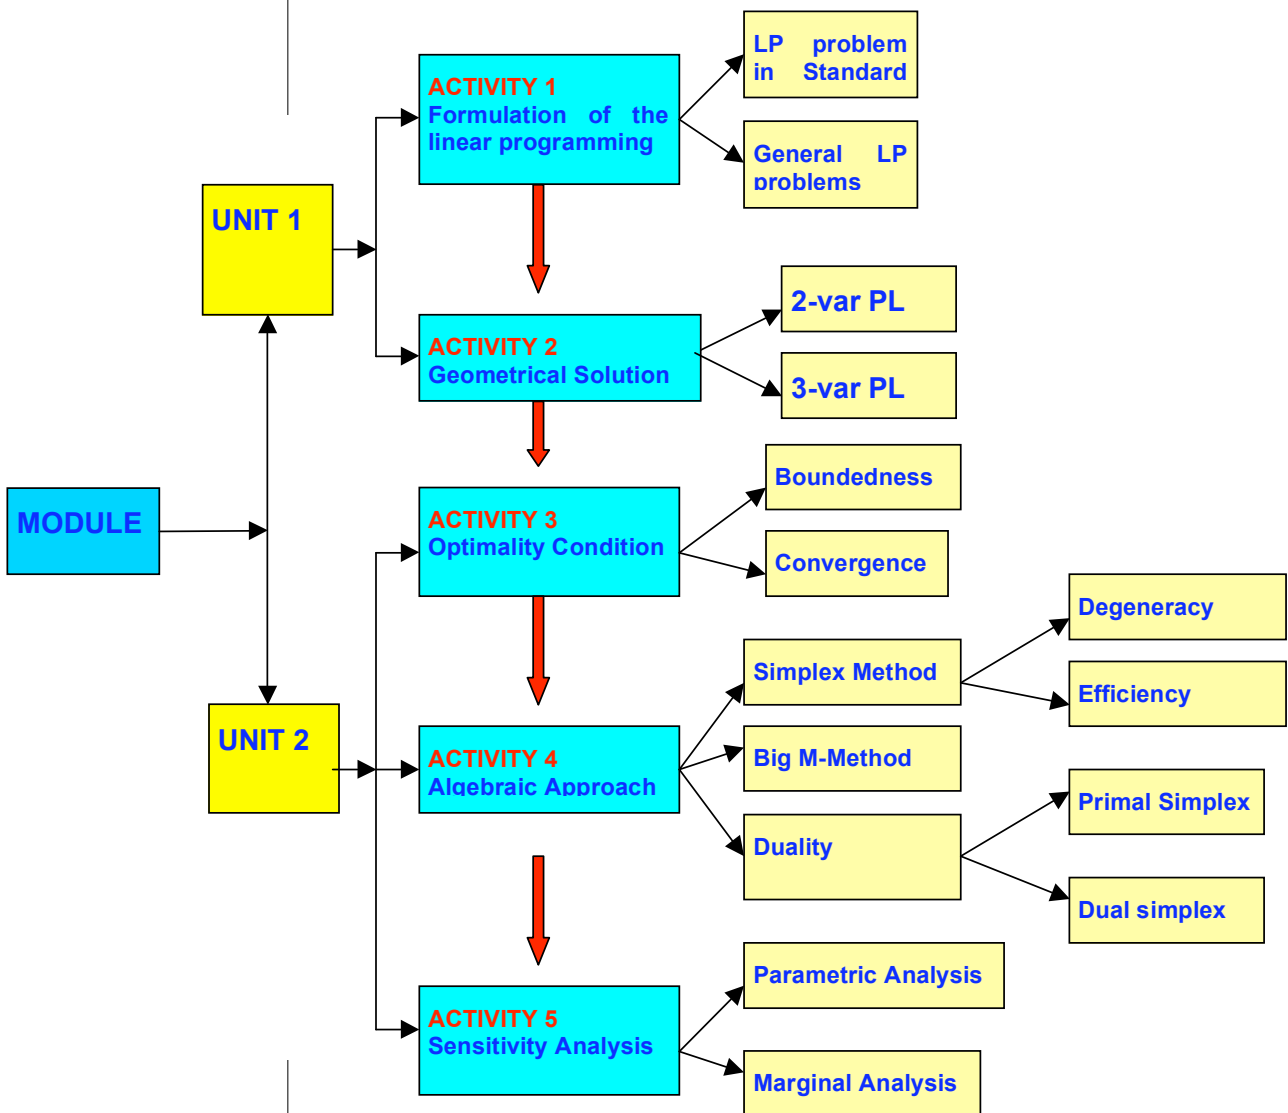 LP problem
in Standard
ACTIVITY 1
Formulation of the
linear programming
General LP
problems
UNIT 1
2-var PL
ACTIVITY 2
Geometrical Solution
3-var PL
Boundedness
MODULE
ACTIVITY 3
Optimality Condition
Convergence
Degeneracy
Simplex Method
Efficiency
UNIT 2
ACTIVITY 4
Algebraic Approach
Big M-Method
Primal Simplex
Duality
Dual simplex
Parametric Analysis
ACTIVITY 5
Sensitivity Analysis
Marginal Analysis